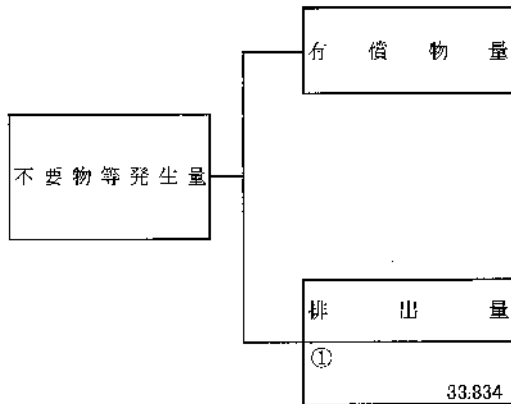 有償物量
不要物等発生量
排出量
①
33.834